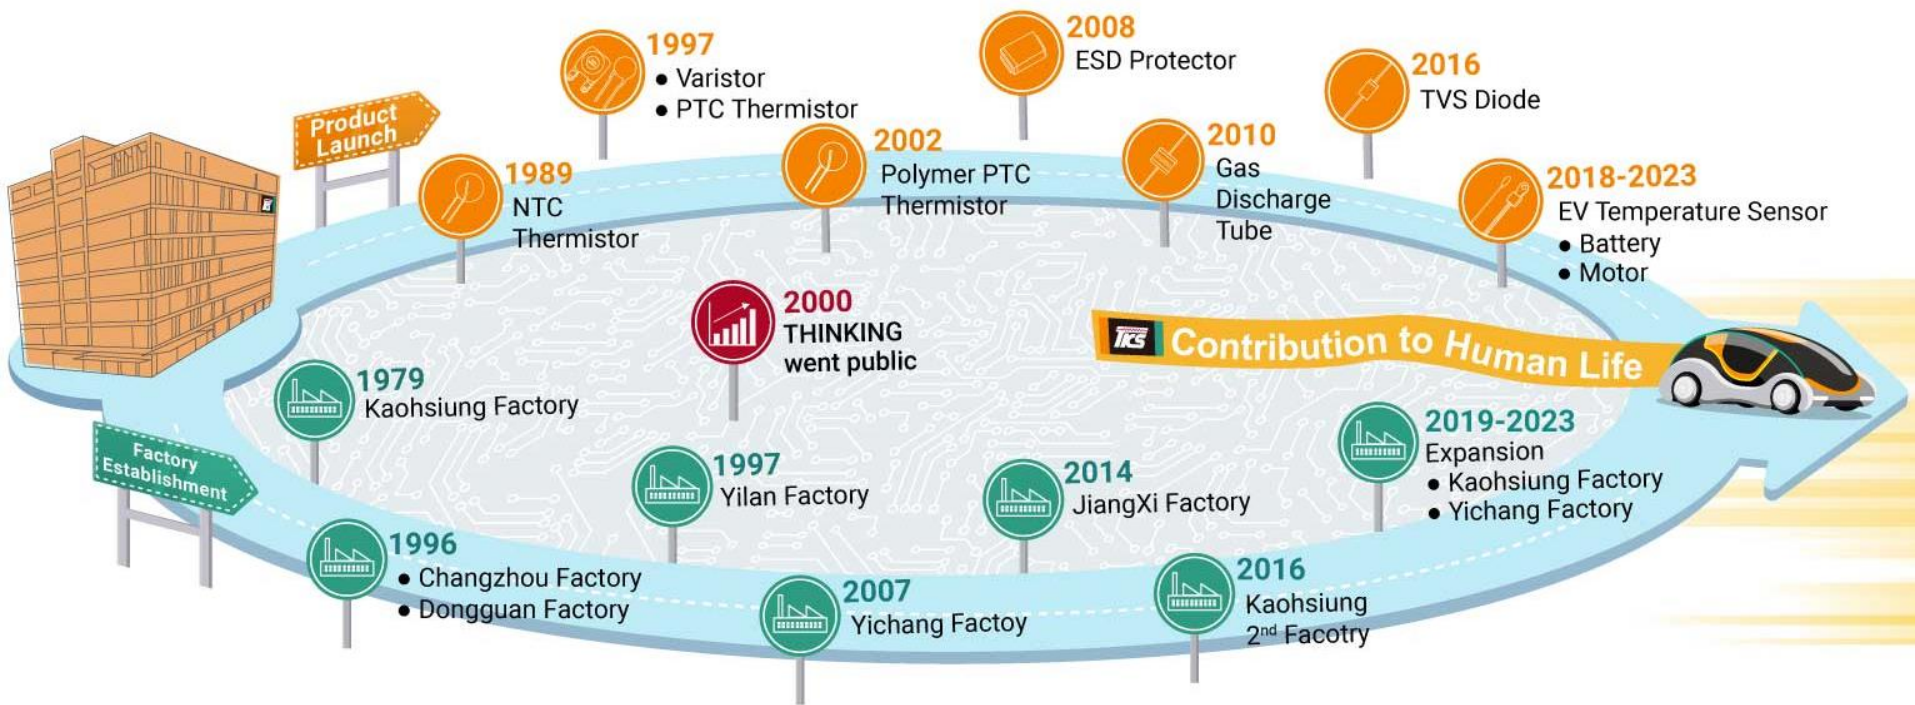 Product
Launch
1989
NTC
Thermistor
1997
● Varistor
● PTC Thermistor
2002
Polymer PTC
Thermistor
2008
ESD Protector
2010
Gas
Discharge
Tube
2016
TVS Diode
2018-2023
EV Temperature Sensor
● Battery
● Motor
2000
THINKING
went public
TKS Contribution to Human Life
Factory
Establishment
1979
Kaohsiung Factory
1996
● Changzhou Factory
● Dongguan Factory
1997
Yilan Factory
2007
Yichang Factoy
2014
JiangXi Factory
2016
Kaohsiung
2nd Facotry
2019-2023
Expansion
● Kaohsiung Factory
● Yichang Factory